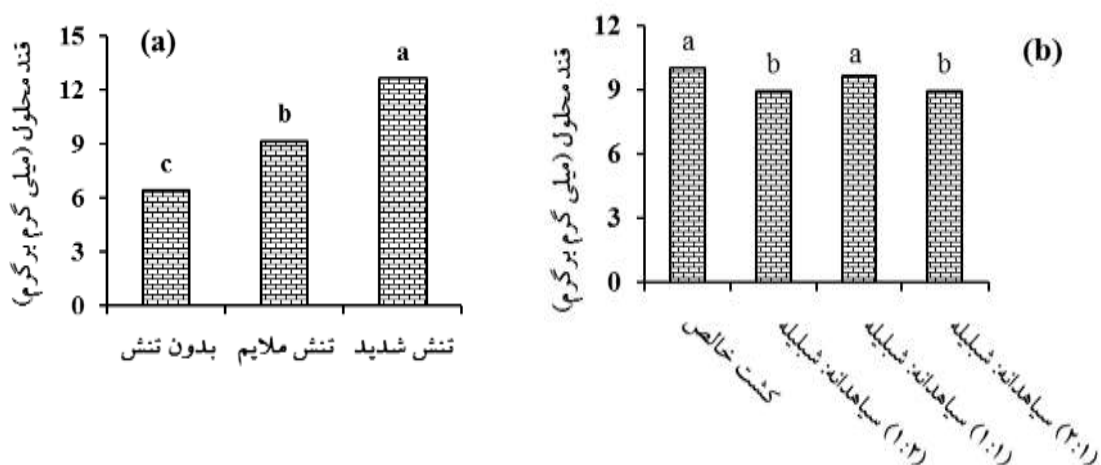 (a)
قند محلول (میلی گرم بر گرم)
15
12
9
6
3
0
c
b
a
بدون تنش
تنش ملایم
تنش شدید
(b)
قند محلول (میلی گرم بر گرم)
12
9
6
3
0
a
b
a
b
کشت خالص
سیاهدانه: شبلیله (۱:۲)
سیاهدانه: شبلیله (۱:۱)
سیاهدانه: شبلیله (۲:۱)